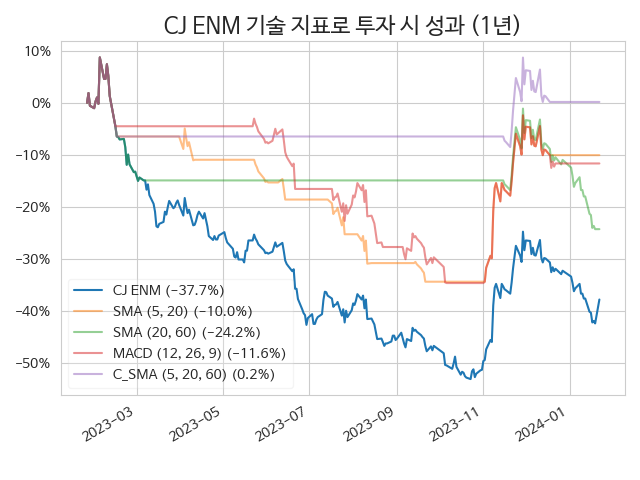 CJ ENM 기술 지표로 투자 시 성과 (1년)
10%
0%
−10%
−20%
−30%
−40%
−50%
CJ ENM (−37.7%)
SMA (5, 20) (−10.0%)
SMA (20, 60) (−24.2%)
MACD (12, 26, 9) (−11.6%)
C_SMA (5, 20, 60) (0.2%)
2023−03
2023−05
2023−07
2023−09
2023−11
2024−01